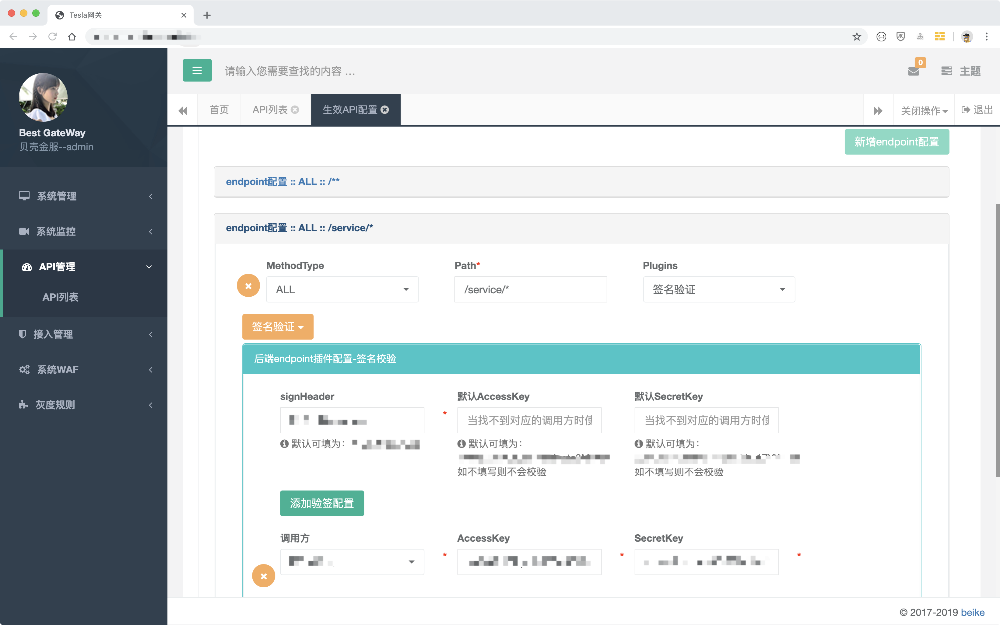 Tesla网关
请输入您需要查找的内容 …
0
主题
首页
API列表
生效API配置
关闭操作
退出
Best GateWay
贝壳金服--admin
系统管理
系统监控
API管理
API列表
接入管理
系统WAF
灰度规则
新增endpoint配置
endpoint配置 :: ALL :: /**
endpoint配置 :: ALL :: /service/*
MethodType
Path*
Plugins
ALL
/service/*
签名验证
签名验证
后端endpoint插件配置-签名校验
signHeader
默认AccessKey
默认SecretKey
*
当找不到对应的调用方时使
当找不到对应的调用方时使
默认可填为：
默认可填为：
默认可填为：
如不填写则不会校验
如不填写则不会校验
添加验签配置
调用方
AccessKey
SecretKey
*
*
*
© 2017-2019 beike